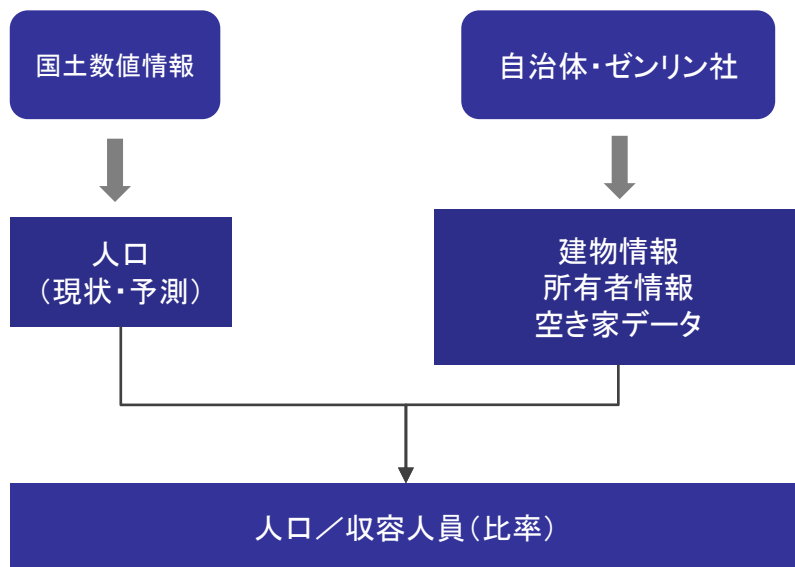 国土数値情報
自治体・ゼンリン社
人口
（現状・予測）
建物情報
所有者情報
空き家データ
人口／収容人員（比率）